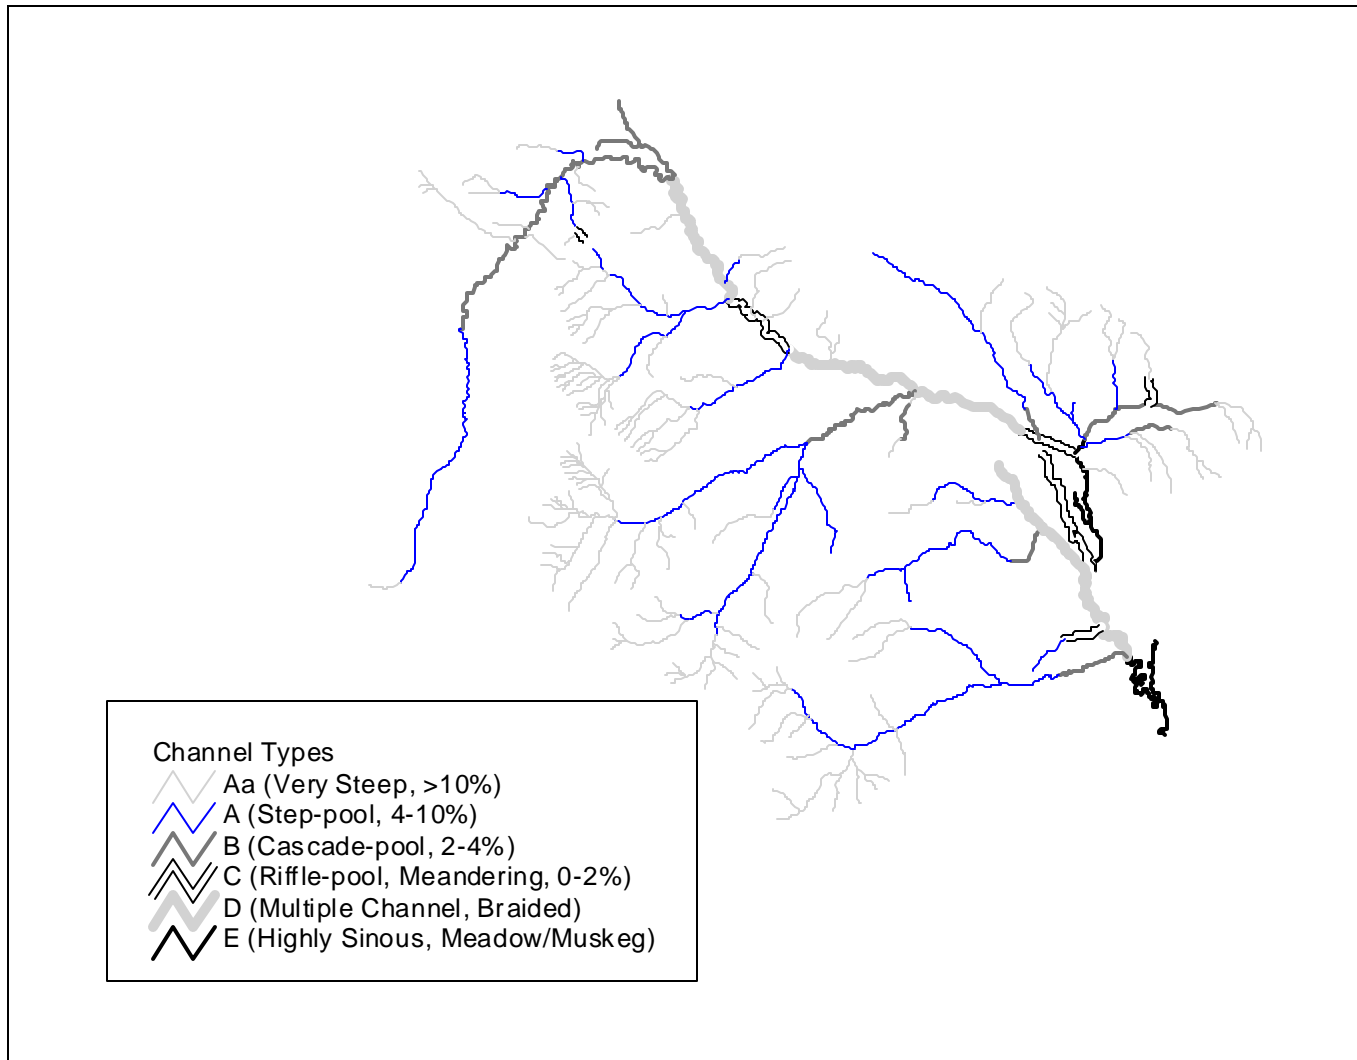 Channel Types
Aa (Very Steep, >10%)
A (Step-pool, 4-10%)
B (Cascade-pool, 2-4%)
C (Riffle-pool, Meandering, 0-2%)
D (Multiple Channel, Braided)
E (Highly Sinous, Meadow/Muskeg)